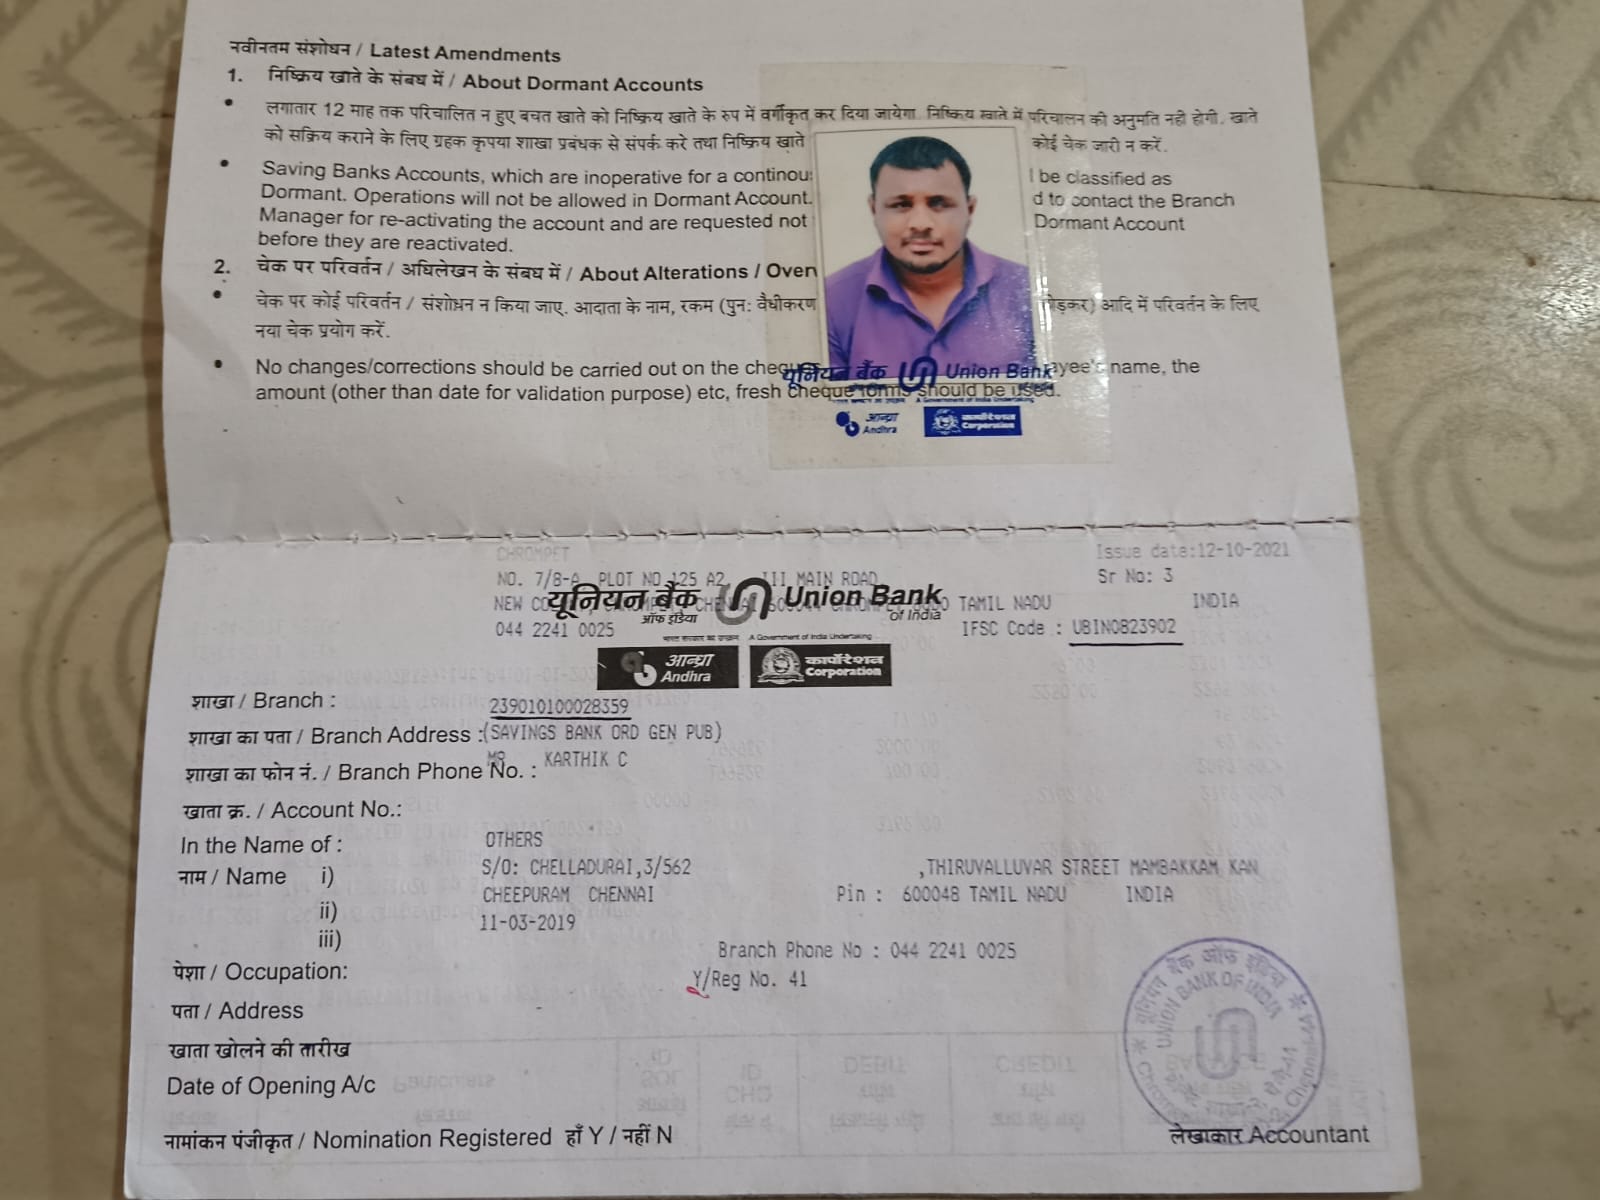 नवीनतम संशोधन / Latest Amendments
1. निष्क्रिय खाते के संबध में / About Dormant Accounts
• लगातार 12 माह तक परिचालित न हुए बचत खाते को निष्क्रिय खाते के रुप में वर्गीकृत कर दिया जायेगा. निष्क्रिय खाते में परिचालन की अनुमति नही होगी. खाते
को सक्रिय कराने के लिए ग्रहक कृपया शाखा प्रबंधक से संपर्क करे तथा निष्क्रिय खाते कोई चेक जारी न करें.
• Saving Banks Accounts, which are inoperative for a continou be classified as
Dormant. Operations will not be allowed in Dormant Account. d to contact the Branch
Manager for re-activating the account and are requested not Dormant Account
before they are reactivated.
2. चेक पर परिवर्तन / अधिलेखन के संबध में / About Alterations / Over
• चेक पर कोई परिवर्तन / संशोधन न किया जाए. आदाता के नाम, रकम (पुन: वैधीकरण ड़कर) आदि में परिवर्तन के लिए
नया चेक प्रयोग करें.
• No changes/corrections should be carried out on the cheq yee's name, the
amount (other than date for validation purpose) etc, fresh cheque forms should be used.
यूनियन बैंक Union Bank
A Government of India Undertaking
आन्ध्रा Andhra
कार्पोरेशन Corporation
CHROMPET Issue date:12-10-2021
NO. 7/8-A, PLOT NO 125 A2, III MAIN ROAD Sr No: 3
NEW CHENNAI 600044 TAMIL NADU INDIA
044 2241 0025 IFSC Code : UBIN0823902
यूनियन बैंक ऑफ इंडिया Union Bank of India
भारत सरकार का उपक्रम A Government of India Undertaking
आन्ध्रा Andhra
कार्पोरेशन Corporation
शाखा / Branch : 239010100028359
शाखा का पता / Branch Address : (SAVINGS BANK ORD GEN PUB)
शाखा का फोन नं. / Branch Phone No. : MR KARTHIK C
खाता क्र. / Account No.:
In the Name of : OTHERS
नाम / Name i) S/O: CHELLADURAI,3/562 ,THIRUVALLUVAR STREET MAMBAKKAM KAN
ii) CHEEPURAM CHENNAI Pin : 600048 TAMIL NADU INDIA
iii) 11-03-2019
Branch Phone No : 044 2241 0025
पेशा / Occupation: Y/Reg No. 41
पता / Address
खाता खोलने की तारीख
Date of Opening A/c
नामांकन पंजीकृत / Nomination Registered हाँ Y / नहीं N
यूनियन बैंक ऑफ इंडिया
UNION BANK OF INDIA
लेखाकार Accountant